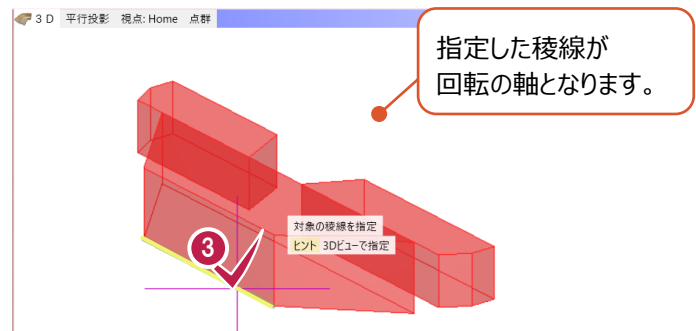 3 D 平行投影 視点: Home 点群
指定した稜線が
回転の軸となります。
対象の稜線を指定
ヒント 3Dビューで指定
3